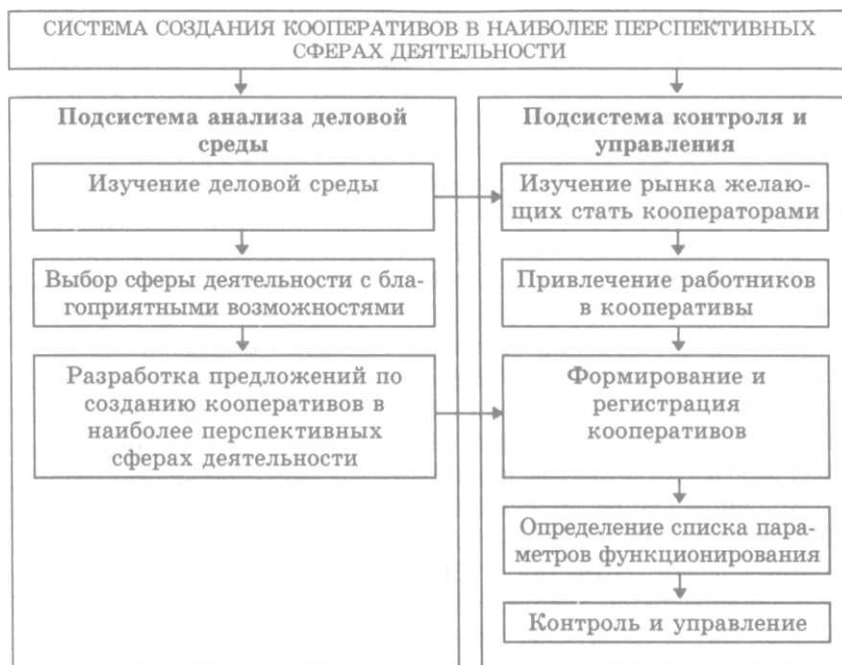 СИСТЕМА СОЗДАНИЯ КООПЕРАТИВОВ В НАИБОЛЕЕ ПЕРСПЕКТИВНЫХ
СФЕРАХ ДЕЯТЕЛЬНОСТИ
Подсистема анализа деловой
среды
Изучение деловой среды
Выбор сферы деятельности с бла-
гоприятными возможностями
Разработка предложений по
созданию кооперативов в
наиболее перспективных
сферах деятельности
Подсистема контроля и
управления
Изучение рынка желаю-
щих стать кооператорами
Привлечение работников
в кооперативы
Формирование и
регистрация
кооперативов
Определение списка пара-
метров функционирования
Контроль и управление